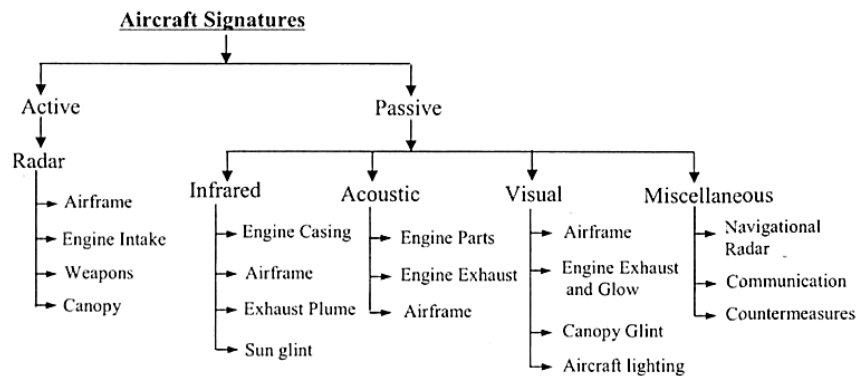 Aircraft Signatures
Active
Passive
Radar
Airframe
Engine Intake
Weapons
Canopy
Infrared
Engine Casing
Airframe
Exhaust Plume
Sun glint
Acoustic
Engine Parts
Engine Exhaust
Airframe
Visual
Airframe
Engine Exhaust
and Glow
Canopy Glint
Aircraft lighting
Miscellaneous
Navigational
Radar
Communication
Countermeasures